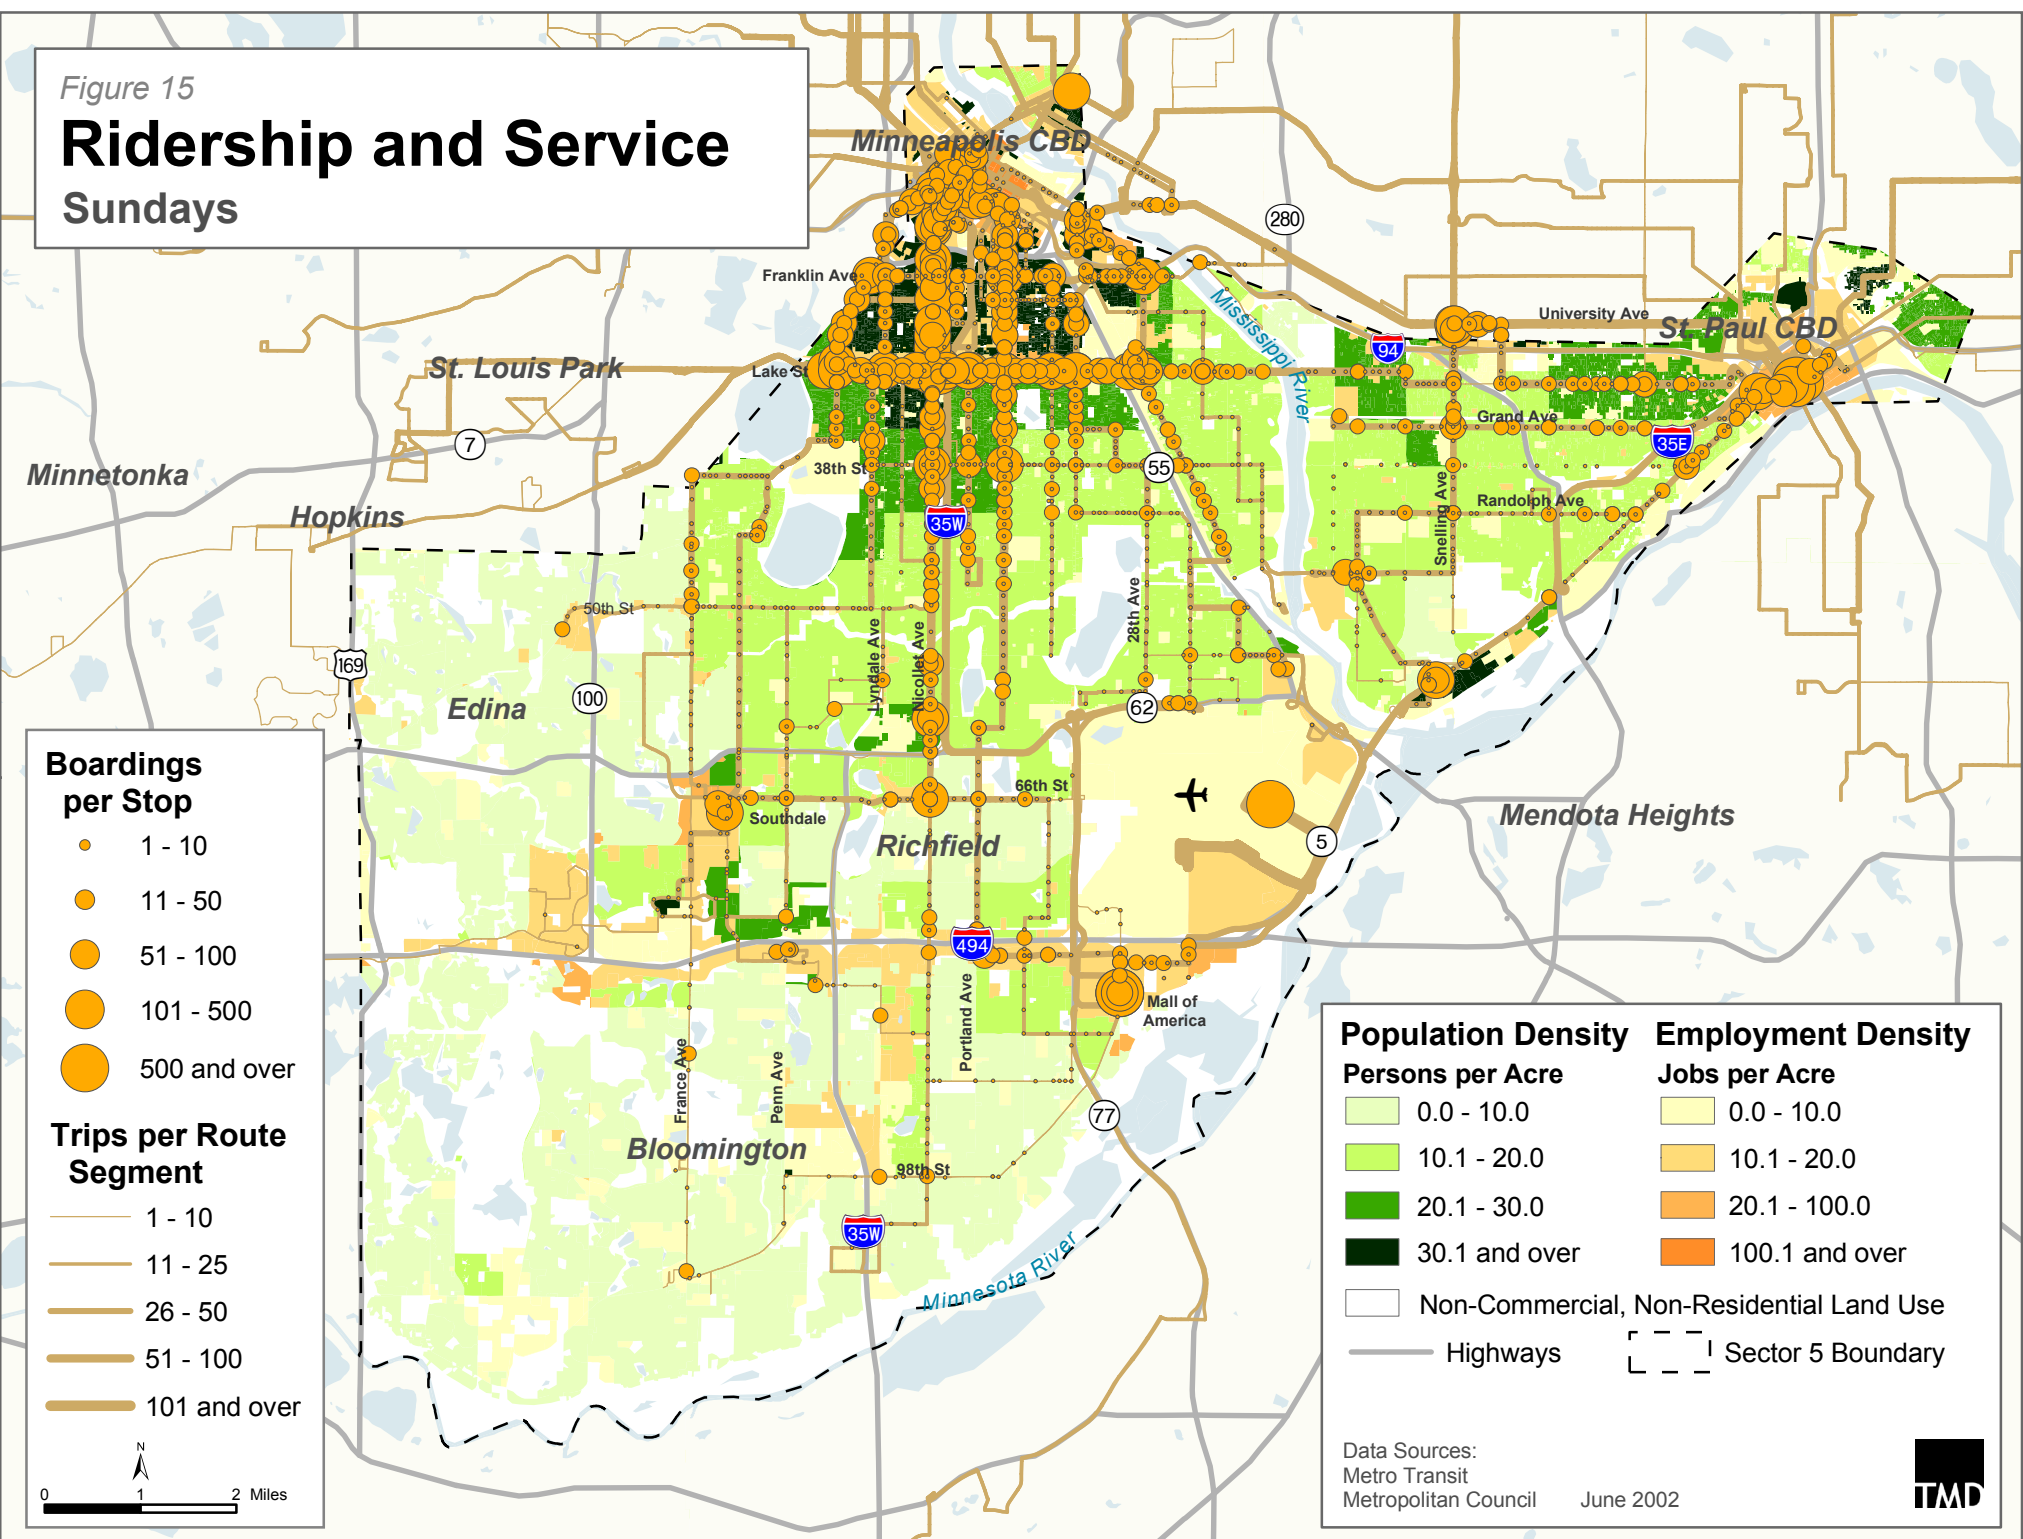 Figure 15
Ridership and Service
Sundays
Minneapolis CBD
280
Franklin Ave
Mississippi River
University Ave
St. Paul CBD
94
St. Louis Park
Lake St
Grand Ave
35E
7
38th St
55
Minnetonka
Hopkins
35W
Snelling Ave
Randolph Ave
50th St
28th Ave
Lyndale Ave
Nicollet Ave
169
100
Edina
62
66th St
Southdale
Richfield
5
Mendota Heights
494
Mall of
America
Portland Ave
France Ave
Penn Ave
77
Bloomington
98th St
35W
Minnesota River
Boardings
per Stop
1 - 10
11 - 50
51 - 100
101 - 500
500 and over
Trips per Route
Segment
1 - 10
11 - 25
26 - 50
51 - 100
101 and over
N
0 1 2 Miles
Population Density Employment Density
Persons per Acre Jobs per Acre
0.0 - 10.0 0.0 - 10.0
10.1 - 20.0 10.1 - 20.0
20.1 - 30.0 20.1 - 100.0
30.1 and over 100.1 and over
Non-Commercial, Non-Residential Land Use
Highways Sector 5 Boundary
Data Sources:
Metro Transit
Metropolitan Council June 2002
TMD